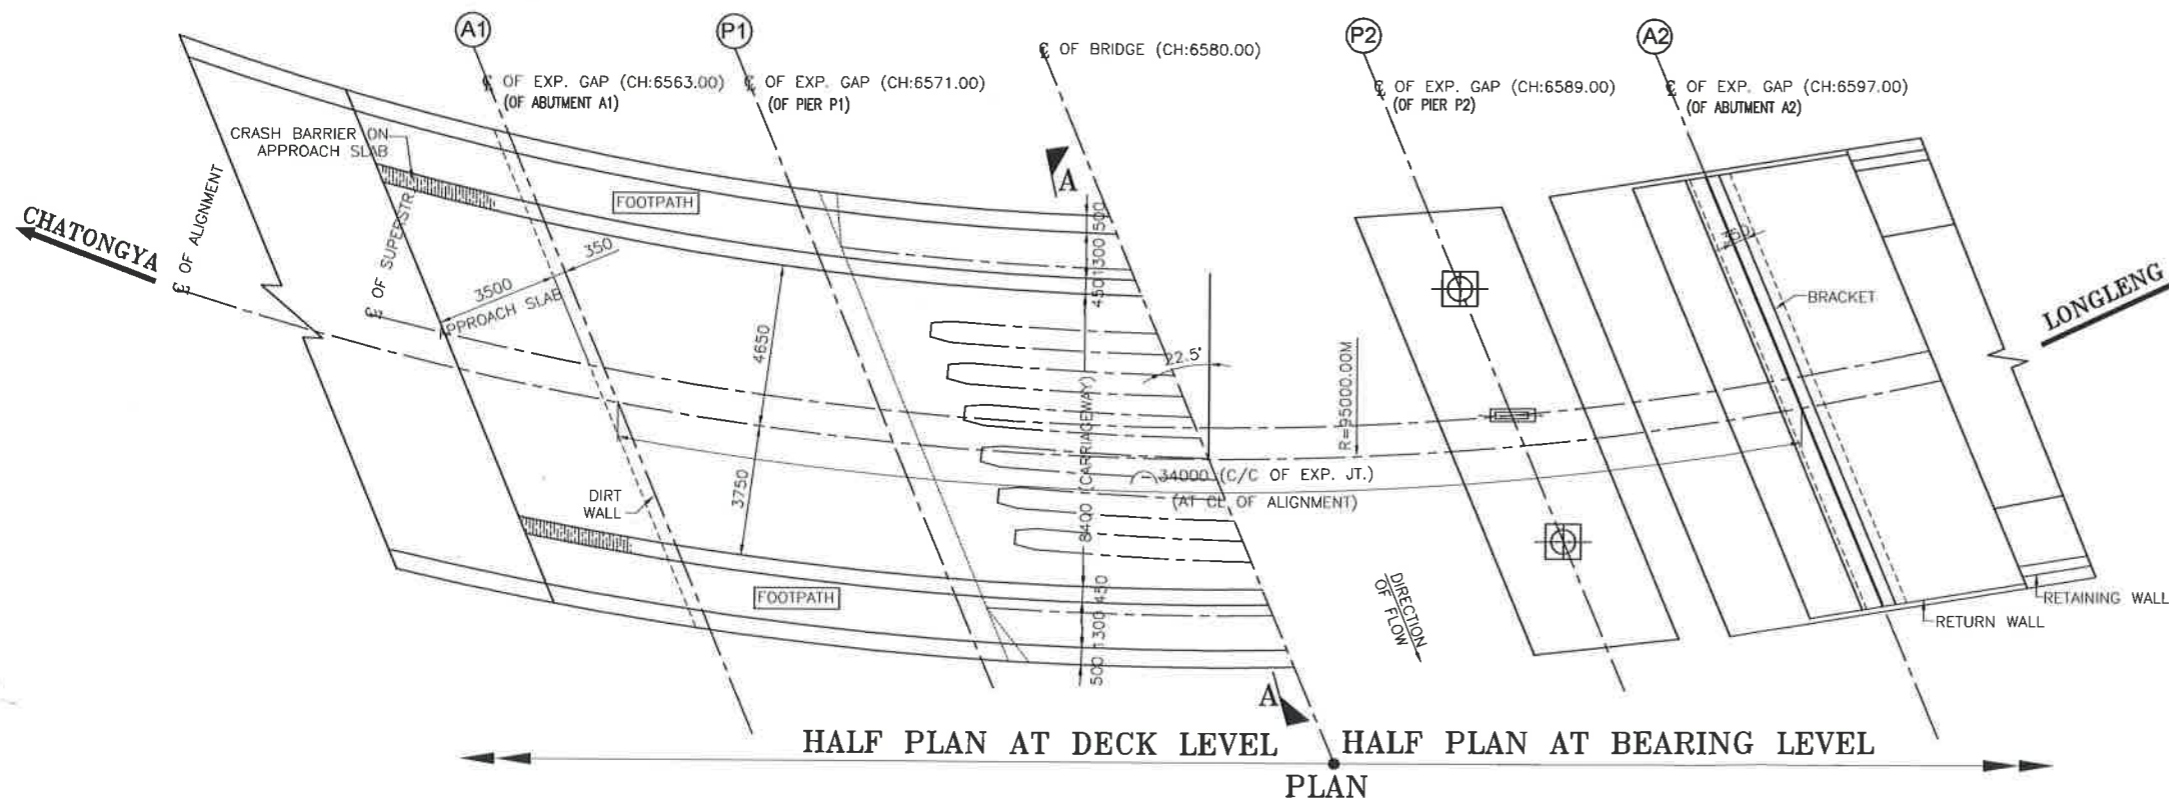 A1
P1
P2
A2
℄ OF BRIDGE (CH:6580.00)
℄ OF EXP. GAP (CH:6563.00)
(OF ABUTMENT A1)
℄ OF EXP. GAP (CH:6571.00)
(OF PIER P1)
℄ OF EXP. GAP (CH:6589.00)
(OF PIER P2)
℄ OF EXP. GAP (CH:6597.00)
(OF ABUTMENT A2)
CRASH BARRIER ON
APPROACH SLAB
℄ OF ALIGNMENT
℄ OF SUPERSTR.
CHATONGYA
FOOTPATH
A
500
1300
450
350
3500
PPROACH SLAB
4650
3750
8400 (CARRIAGEWAY)
22.5°
R=95000.00M
34000 (C/C OF EXP. JT.)
(AT CL OF ALIGNMENT)
350
BRACKET
LONGLENG
DIRT
WALL
FOOTPATH
450
1300
500
DIRECTION
OF FLOW
RETAINING WALL
RETURN WALL
A
HALF PLAN AT DECK LEVEL
HALF PLAN AT BEARING LEVEL
PLAN